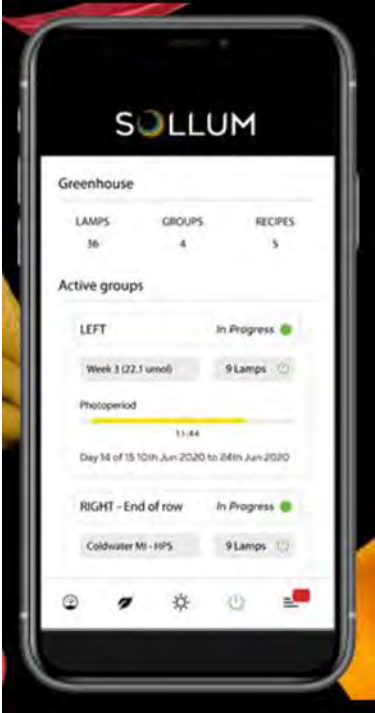 SOLLUM
Greenhouse
LAMPS GROUPS RECIPES
36 4 5
Active groups
LEFT In Progress
Week 3 (22.1 umol) 9 Lamps
Photoperiod
11:44
Day 14 of 15 10th Jun 2020 to 24th Jun 2020
RIGHT - End of row In Progress
Coldwater MI - HPS 9 Lamps